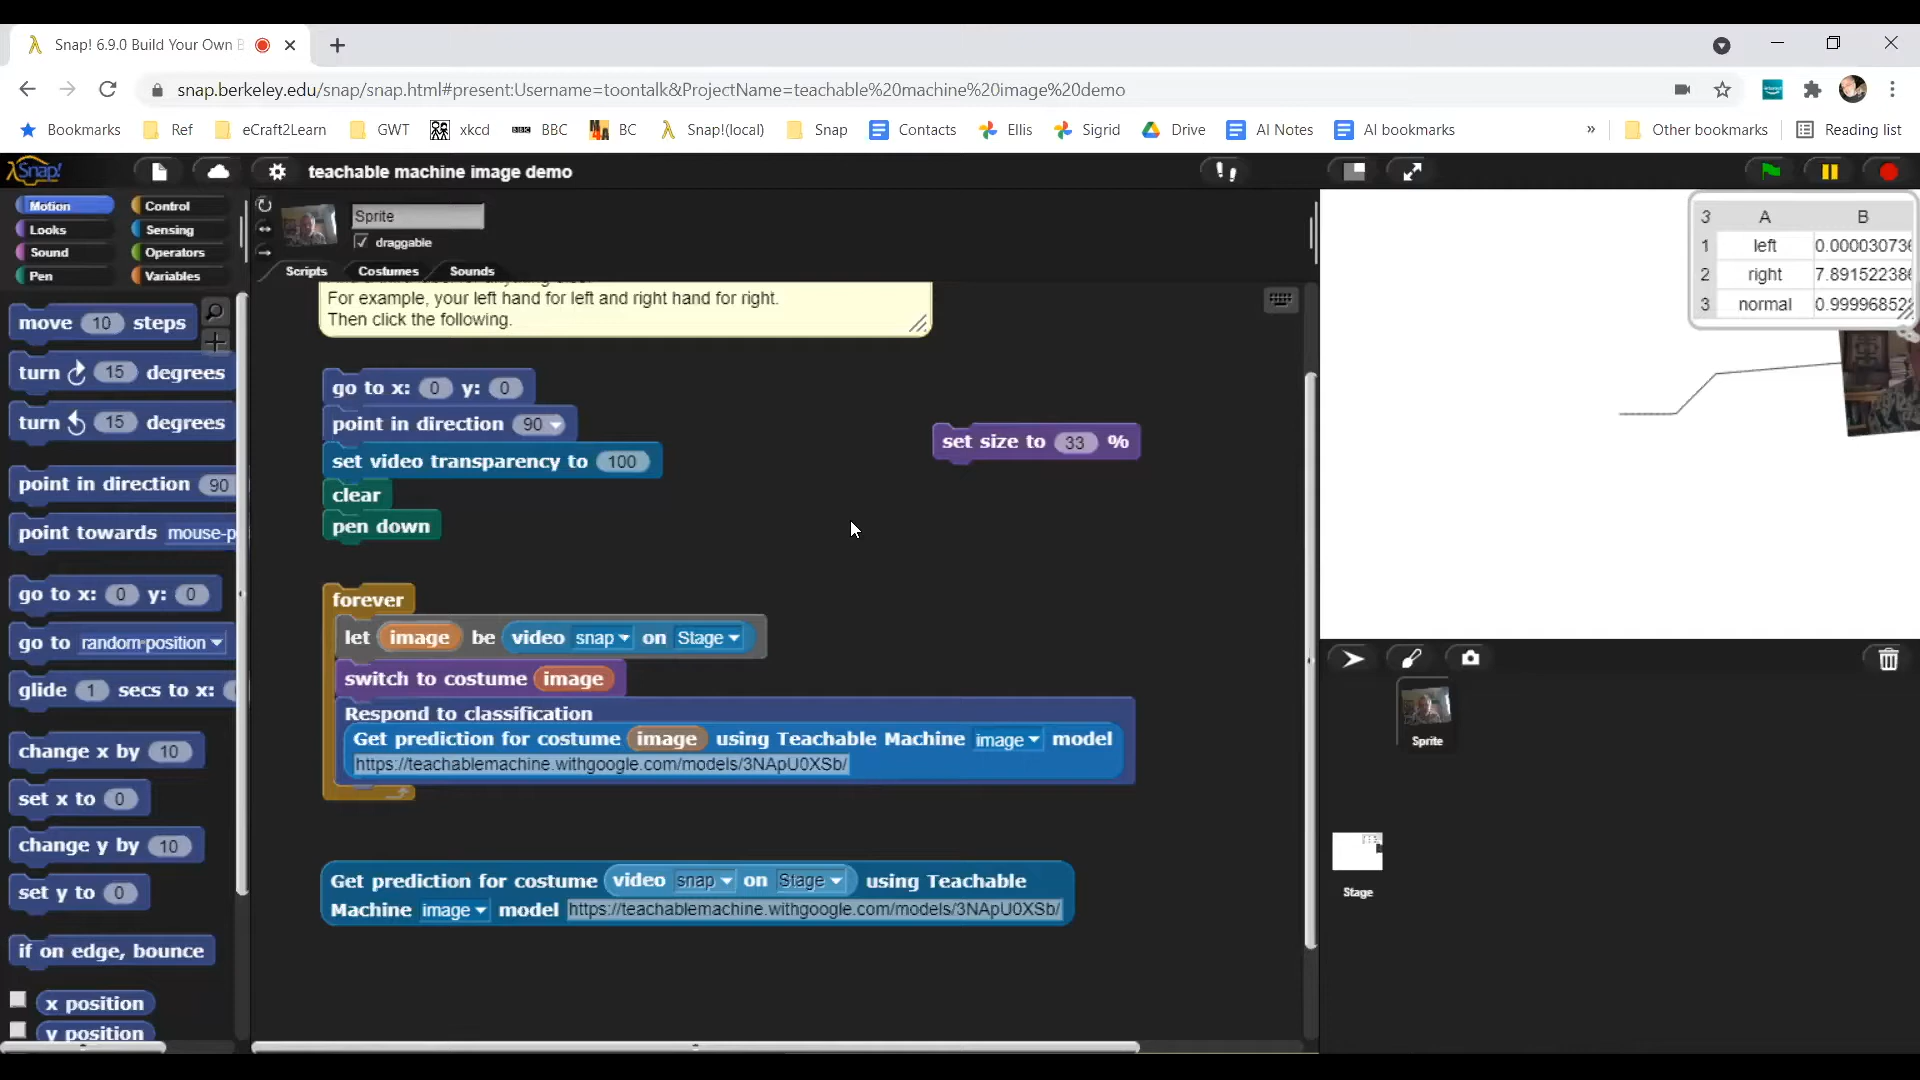 Snap! 6.9.0 Build Your Own B
snap.berkeley.edu/snap/snap.html#present:Username=toontalk&ProjectName=teachable%20machine%20image%20demo
Bookmarks Ref eCraft2Learn GWT xkcd BBC BC Snap!(local) Snap Contacts Ellis Sigrid Drive AI Notes AI bookmarks » Other bookmarks Reading list
Snap! teachable machine image demo
Motion Control
Looks Sensing
Sound Operators
Pen Variables
Sprite
draggable
Scripts Costumes Sounds
move 10 steps
turn 15 degrees
turn 15 degrees
point in direction 90
point towards mouse-p
go to x: 0 y: 0
go to random position
glide 1 secs to x:
change x by 10
set x to 0
change y by 10
set y to 0
if on edge, bounce
x position
y position
For example, your left hand for left and right hand for right.
Then click the following.
go to x: 0 y: 0
point in direction 90
set video transparency to 100
clear
pen down
set size to 33 %
forever
let image be video snap on Stage
switch to costume image
Respond to classification
Get prediction for costume image using Teachable Machine image model
https://teachablemachine.withgoogle.com/models/3NApU0XSb/
Get prediction for costume video snap on Stage using Teachable
Machine image model https://teachablemachine.withgoogle.com/models/3NApU0XSb/
3 A B
1 left 0.000030736
2 right 7.891522386
3 normal 0.999968522
Sprite
Stage